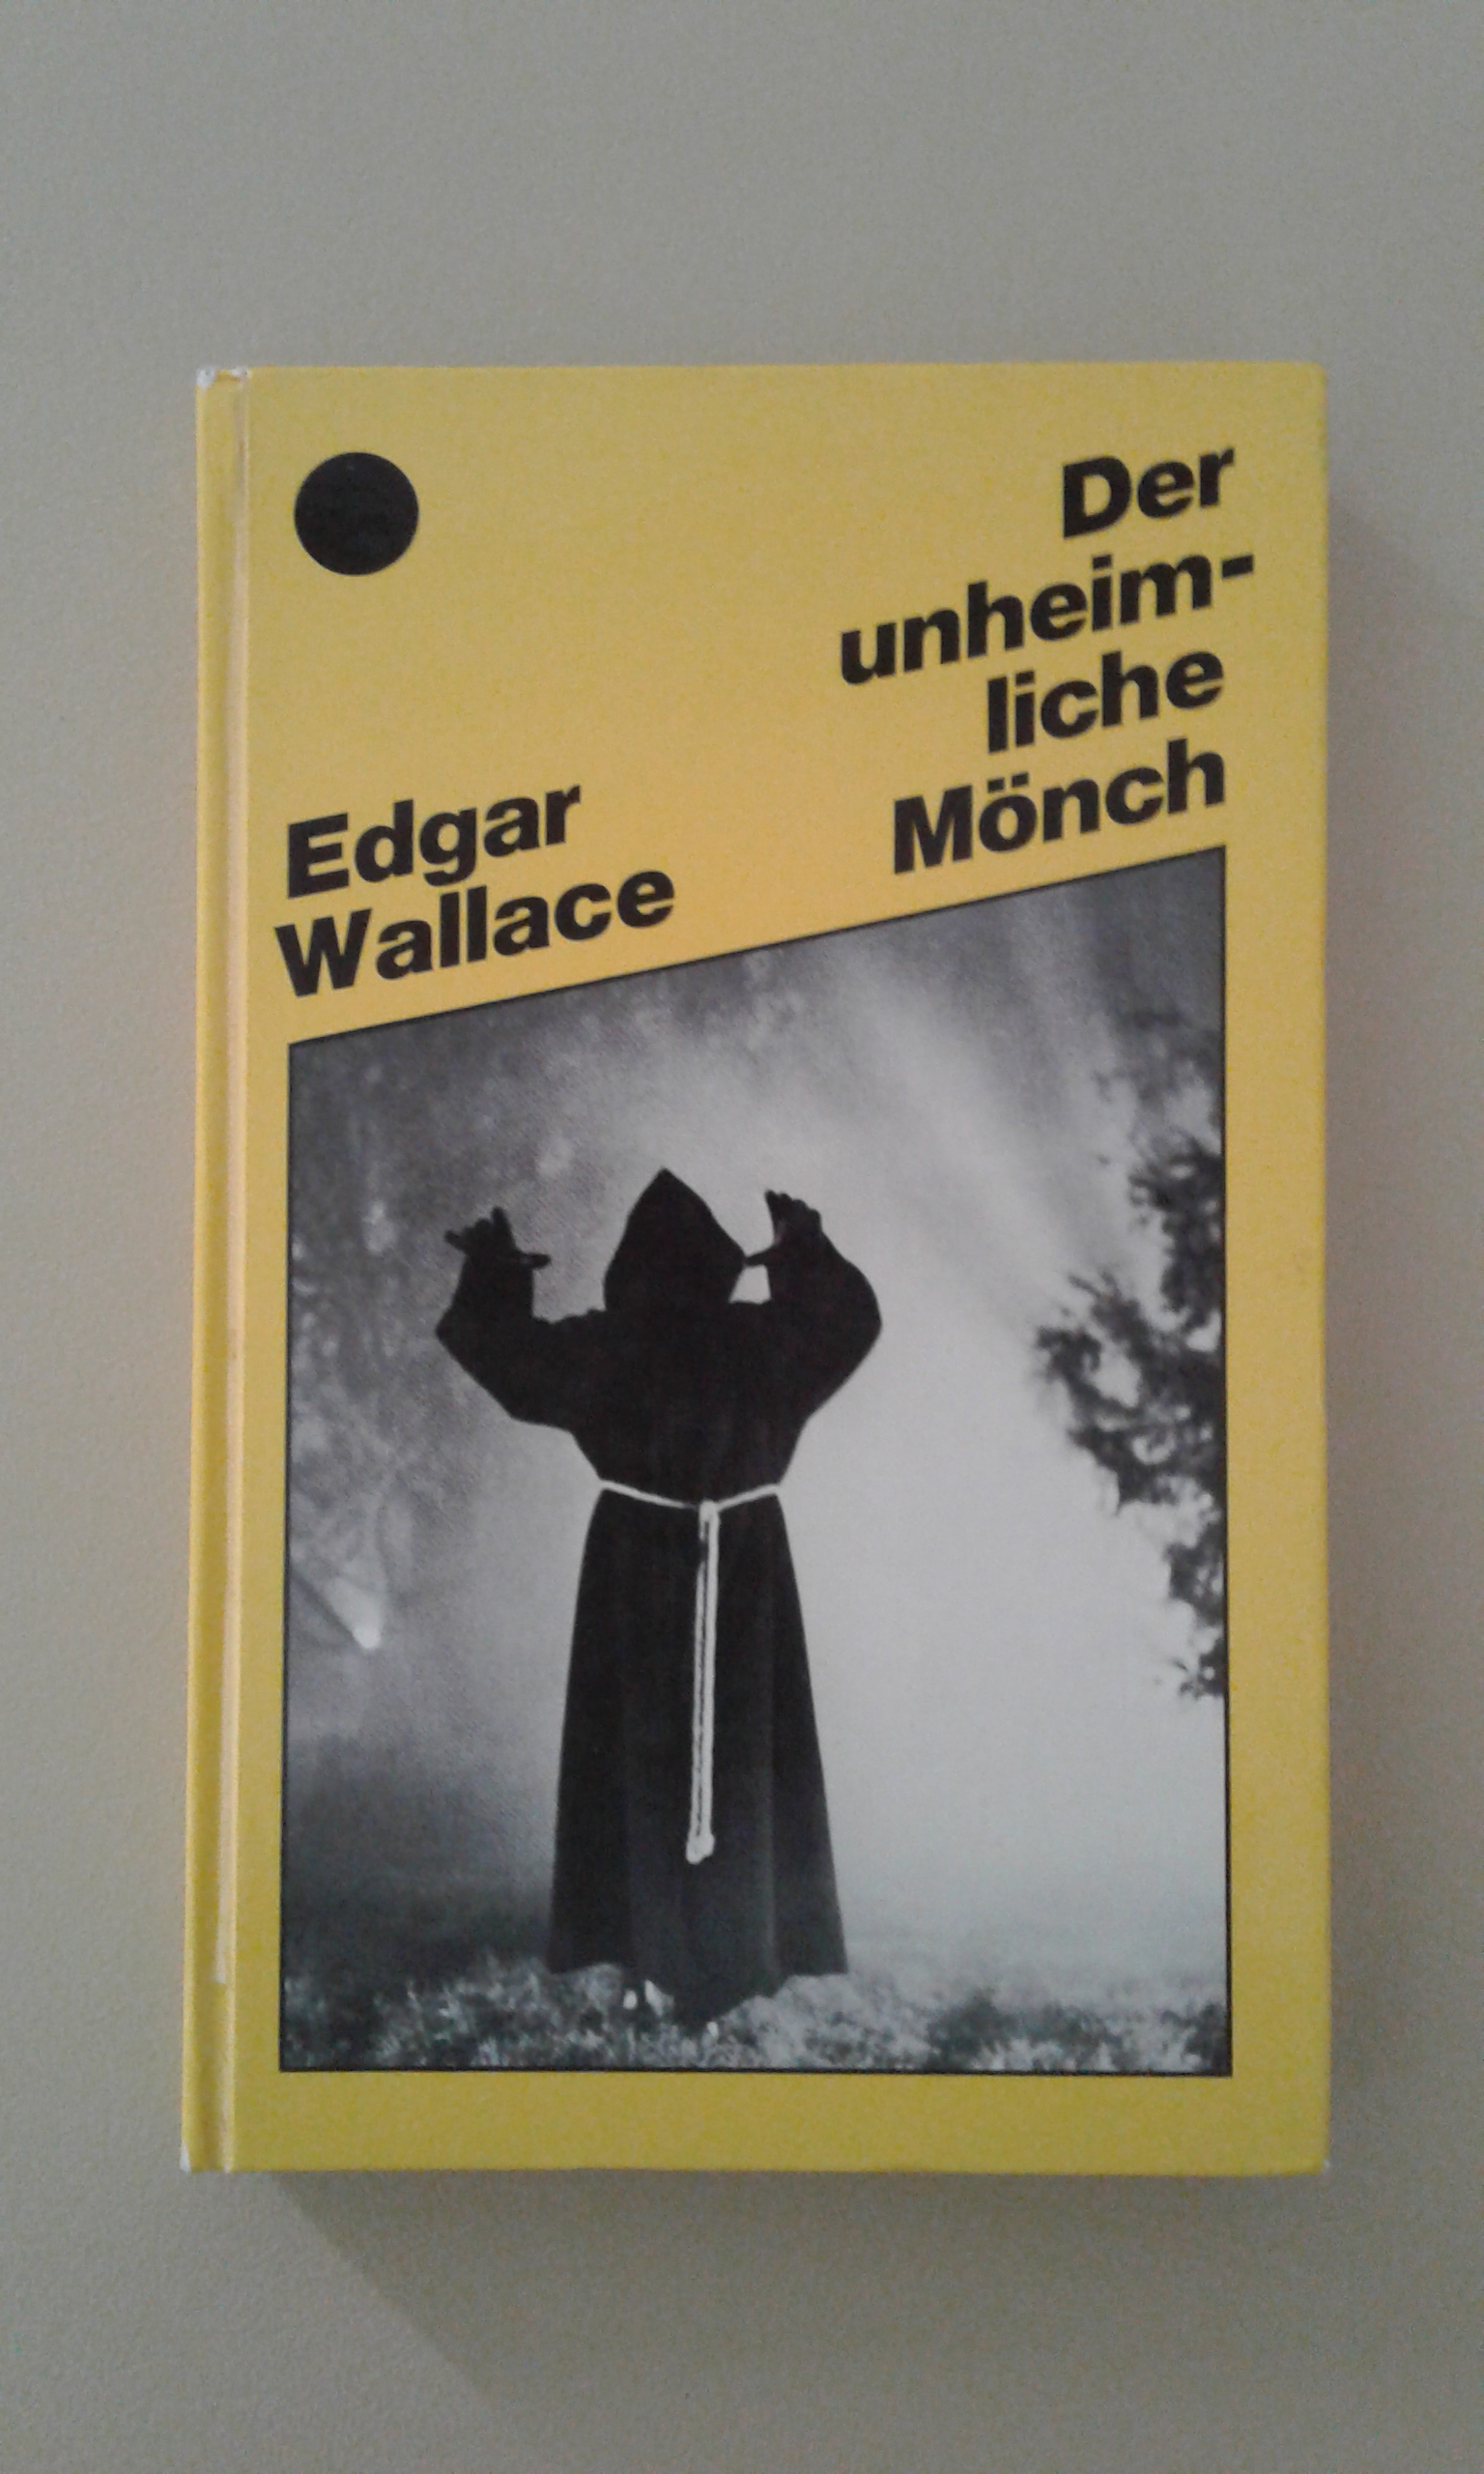 Der
unheim-
liche
Mönch
Edgar
Wallace